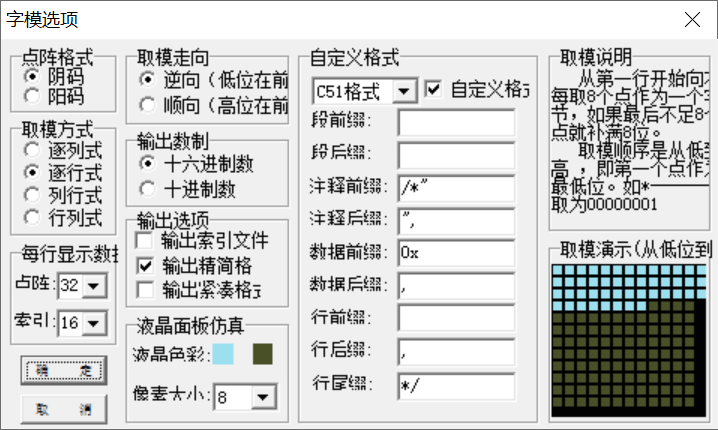 字模选项
点阵格式
阴码
阳码
取模方式
逐列式
逐行式
列行式
行列式
每行显示数据
点阵: 32
索引: 16
确 定
取 消
取模走向
逆向（低位在前
顺向（高位在前
输出数制
十六进制数
十进制数
输出选项
输出索引文件
输出精简格
输出紧凑格式
液晶面板仿真
液晶色彩:
像素大小: 8
自定义格式
C51格式 自定义格式
段前缀:
段后缀:
注释前缀: /*"
注释后缀: ",
数据前缀: 0x
数据后缀: ,
行前缀:
行后缀: ,
行尾缀: */
取模说明
从第一行开始向
每取8个点作为一个字
节，如果最后不足8个
点就补满8位。
取模顺序是从低到
高，即第一个点作为
最低位。如*-------
取为00000001
取模演示(从低位到